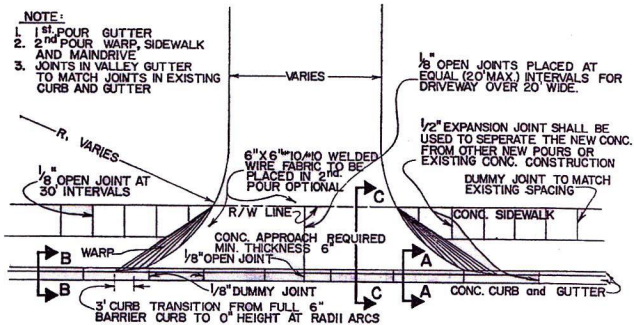 NOTE:
1. 1st. POUR GUTTER
2. 2nd POUR WARP, SIDEWALK
AND MAINDRIVE
3. JOINTS IN VALLEY GUTTER
TO MATCH JOINTS IN EXISTING
CURB AND GUTTER
VARIES
1/8" OPEN JOINTS PLACED AT
EQUAL (20' MAX.) INTERVALS FOR
DRIVEWAY OVER 20' WIDE.
R, VARIES
1/8" OPEN JOINT AT
30' INTERVALS
6"X6"#10/#10 WELDED
WIRE FABRIC TO BE
PLACED IN 2nd.
POUR OPTIONAL
1/2" EXPANSION JOINT SHALL BE
USED TO SEPERATE THE NEW CONC.
FROM OTHER NEW POURS OR
EXISTING CONC. CONSTRUCTION
DUMMY JOINT TO MATCH
EXISTING SPACING
C
R/W LINE
CONC. SIDEWALK
WARP
CONC. APPROACH REQUIRED
MIN. THICKNESS 6"
1/8" OPEN JOINT
B
A
B
1/8" DUMMY JOINT
C
A
CONC. CURB and GUTTER
3' CURB TRANSITION FROM FULL 6"
BARRIER CURB TO 0" HEIGHT AT RADII ARCS